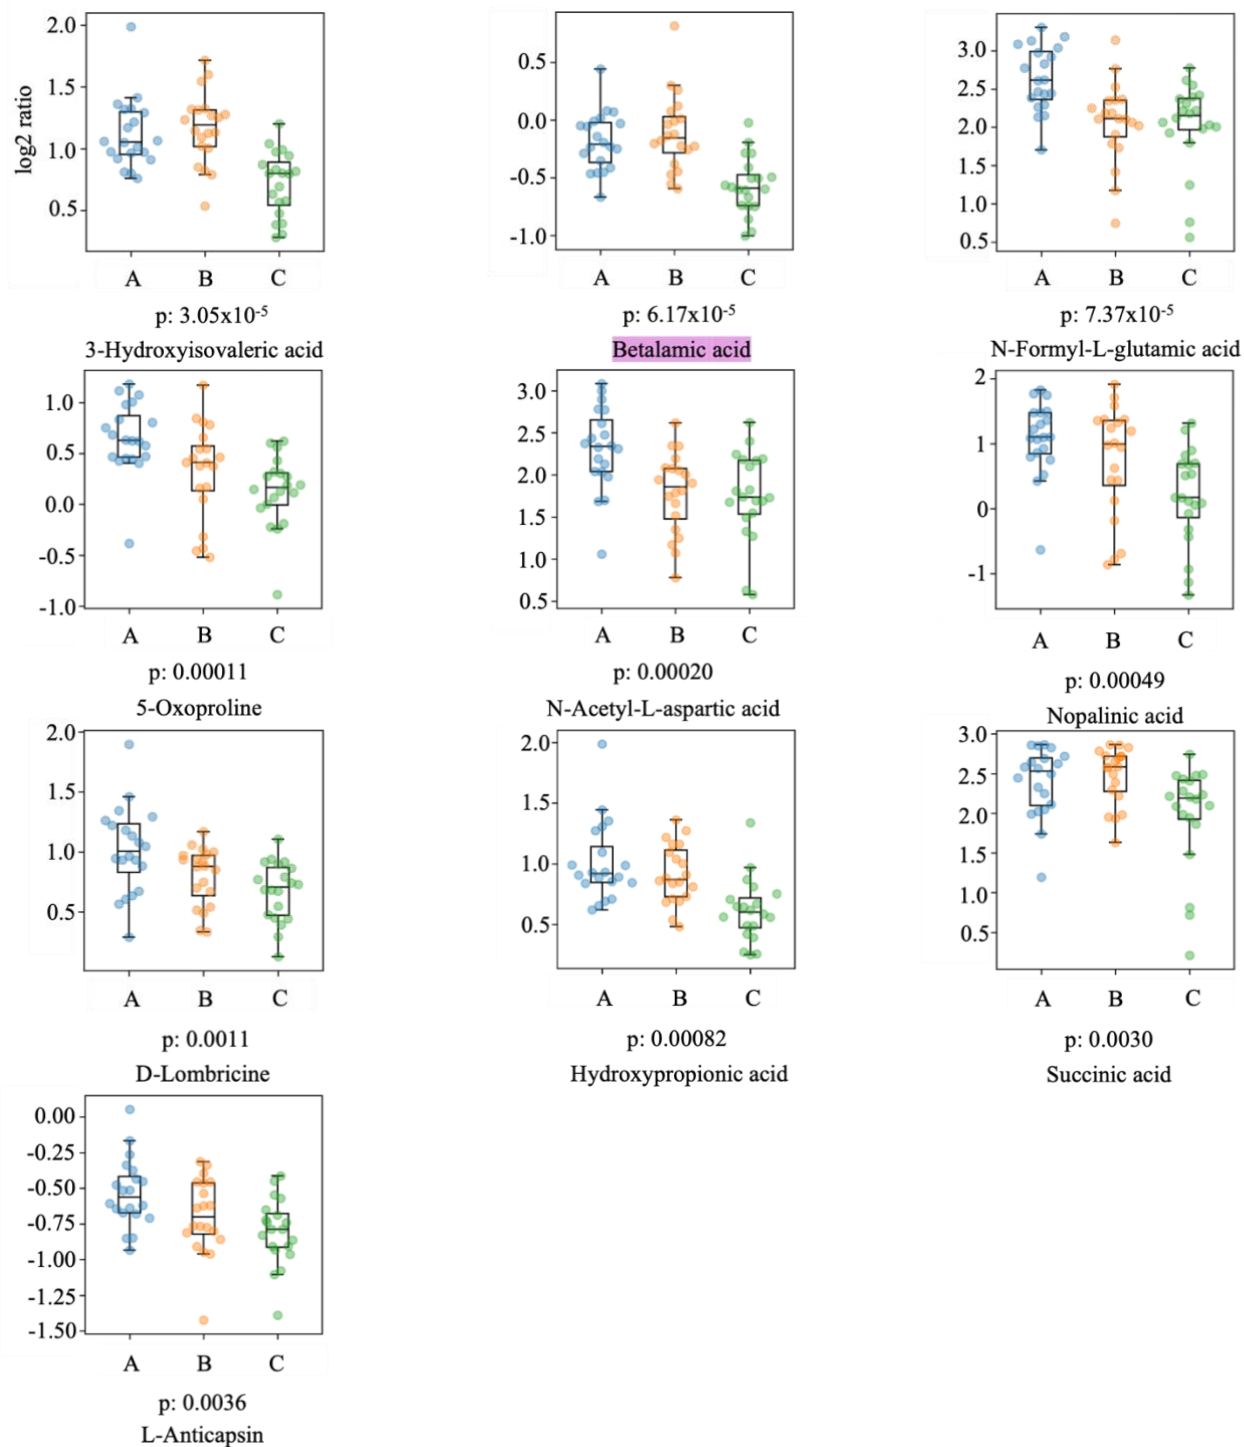 log2 ratio
2.0
1.5
1.0
0.5
A B C
p: 3.05x10⁻⁵
3-Hydroxyisovaleric acid
0.5
0.0
-0.5
-1.0
A B C
p: 6.17x10⁻⁵
Betalamic acid
3.0
2.5
2.0
1.5
1.0
0.5
A B C
p: 7.37x10⁻⁵
N-Formyl-L-glutamic acid
1.0
0.5
0.0
-0.5
-1.0
A B C
p: 0.00011
5-Oxoproline
3.0
2.5
2.0
1.5
1.0
0.5
A B C
p: 0.00020
N-Acetyl-L-aspartic acid
2
1
0
-1
A B C
p: 0.00049
Nopalinic acid
2.0
1.5
1.0
0.5
A B C
p: 0.0011
D-Lombricine
2.0
1.5
1.0
0.5
A B C
p: 0.00082
Hydroxypropionic acid
3.0
2.5
2.0
1.5
1.0
0.5
A B C
p: 0.0030
Succinic acid
0.00
-0.25
-0.50
-0.75
-1.00
-1.25
-1.50
A B C
p: 0.0036
L-Anticapsin